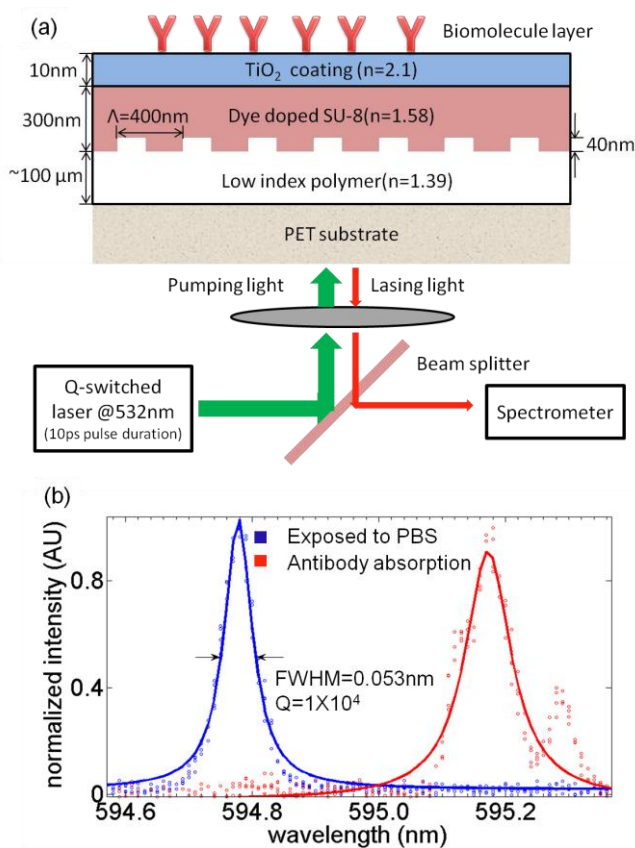 (a)
Biomolecule layer
10nm
TiO₂ coating (n=2.1)
300nm
Λ=400nm
Dye doped SU-8(n=1.58)
40nm
~100 µm
Low index polymer(n=1.39)
PET substrate
Pumping light
Lasing light
Beam splitter
Q-switched
laser @532nm
(10ps pulse duration)
Spectrometer
(b)
normalized intensity (AU)
0.8
0.4
0
Exposed to PBS
Antibody absorption
FWHM=0.053nm
Q=1X10⁴
594.6
594.8
595.0
595.2
wavelength (nm)